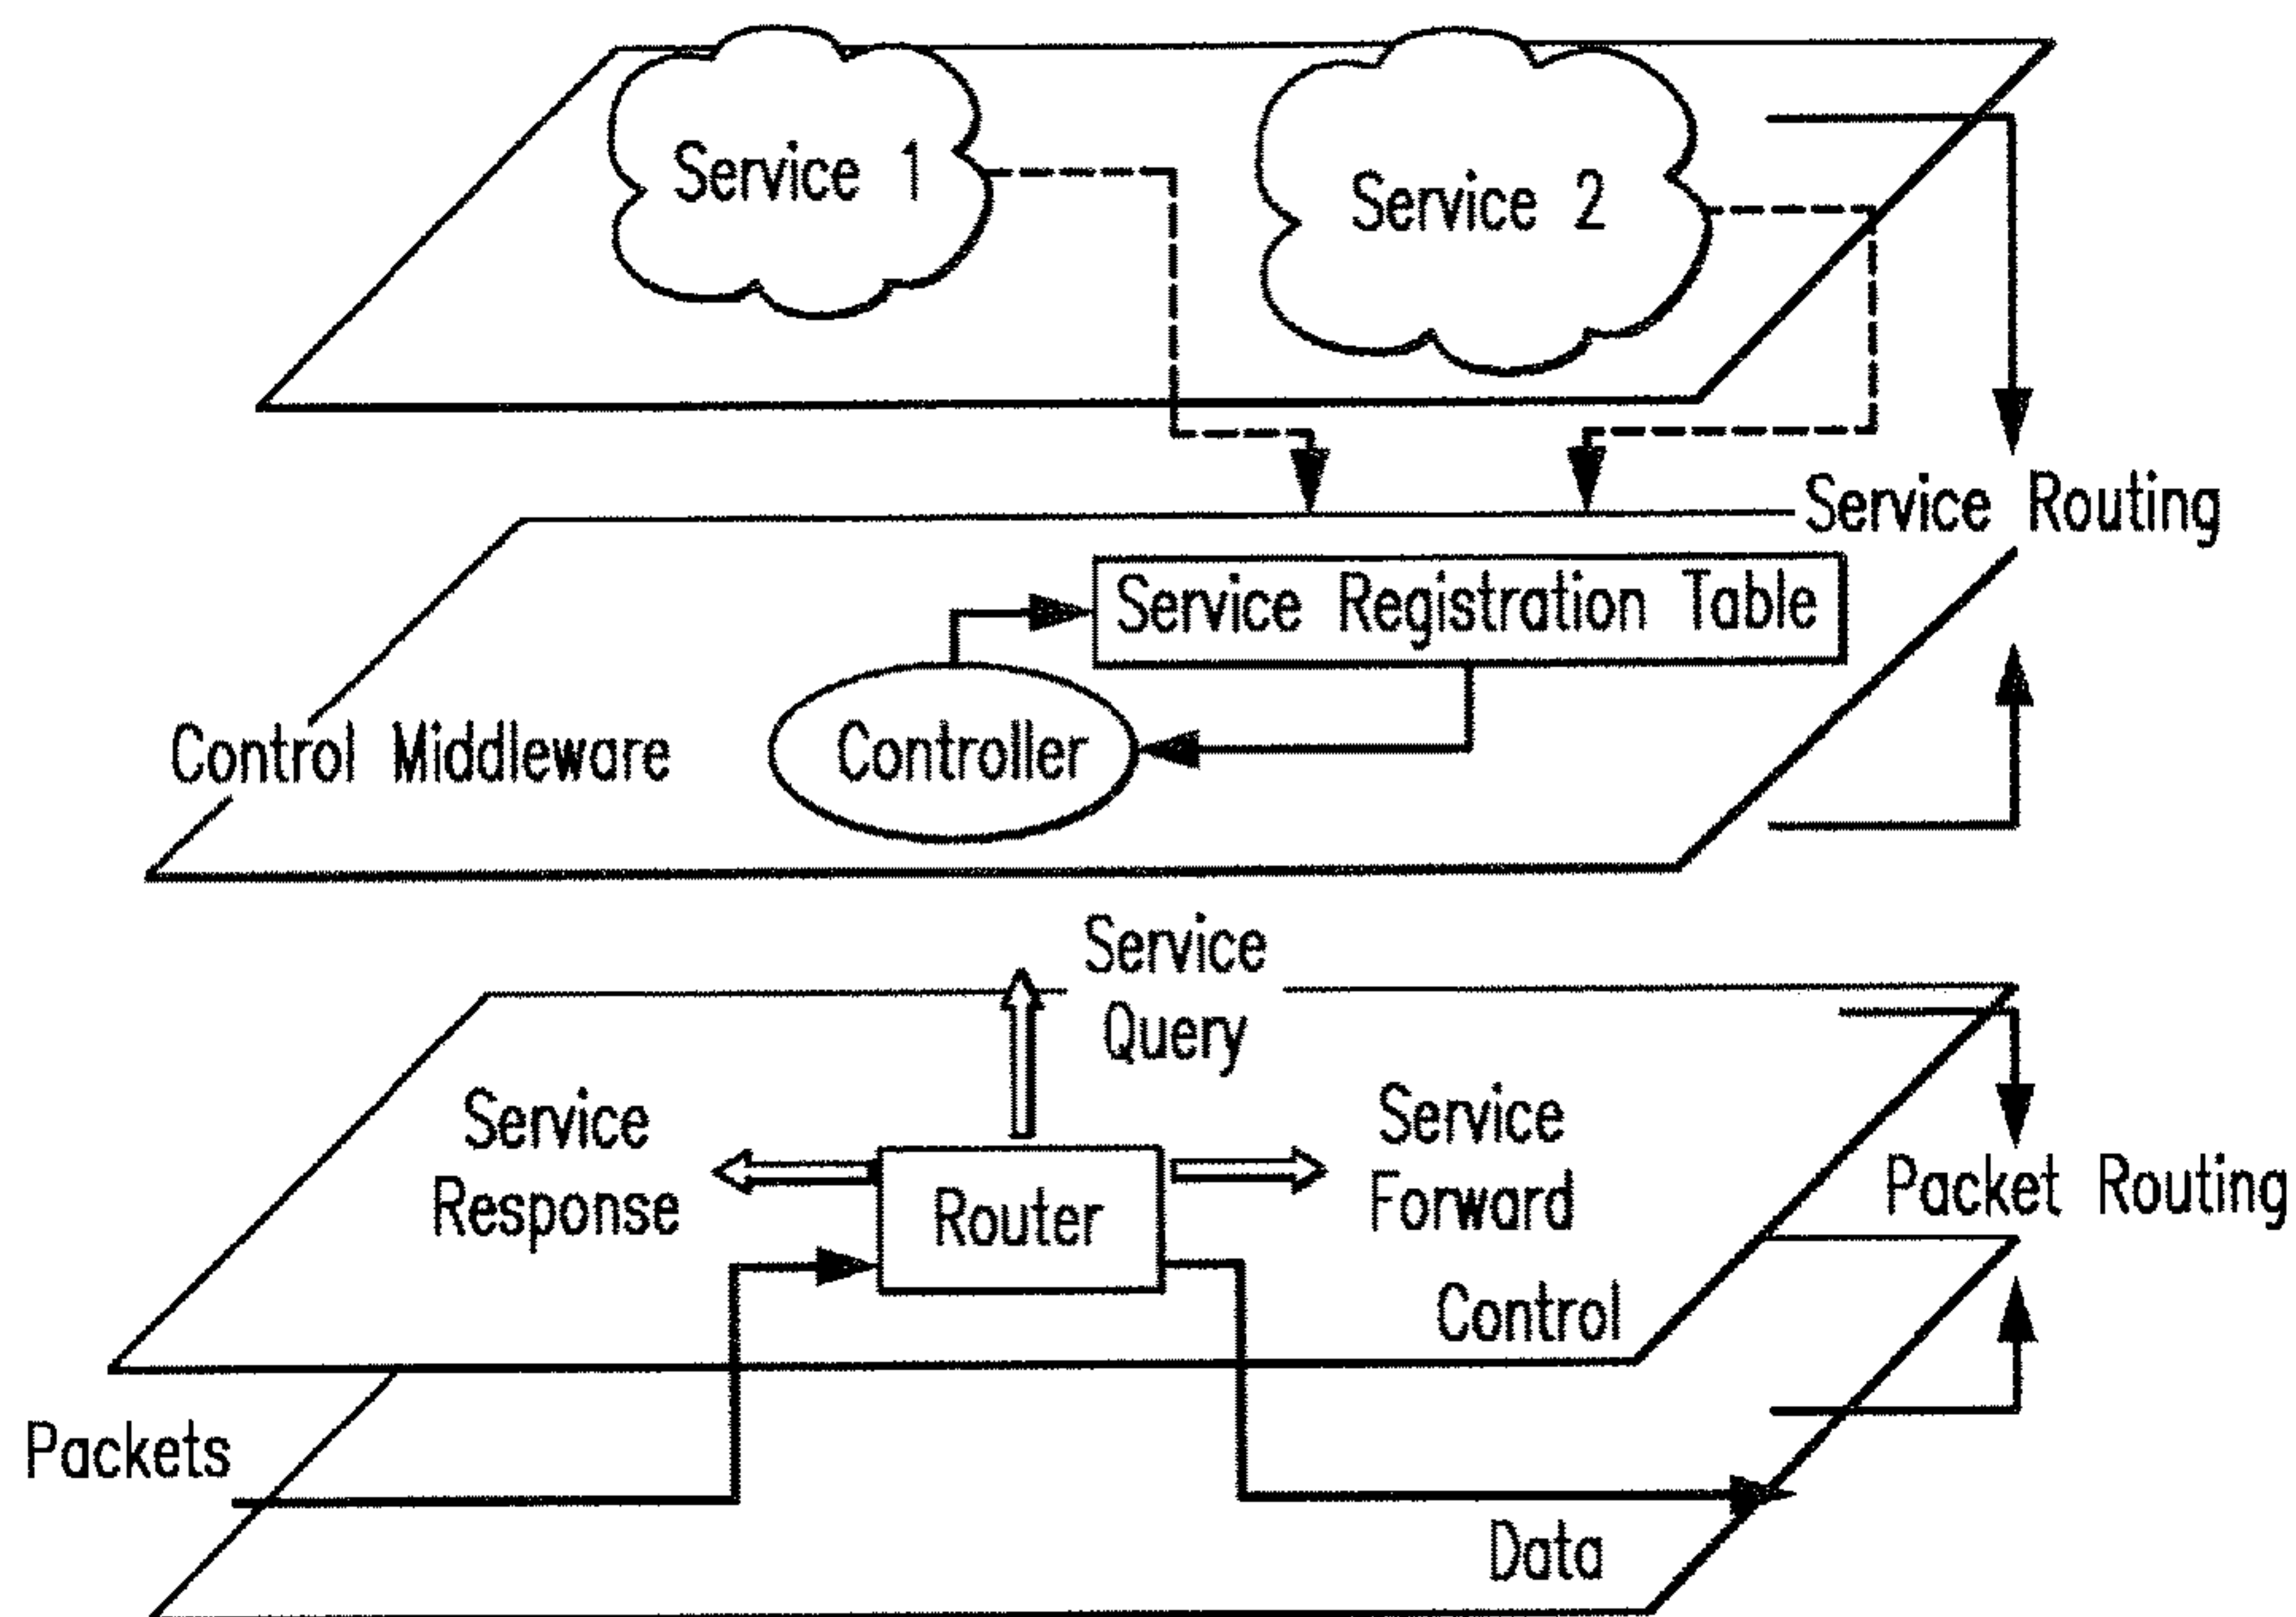 Service 1
Service 2
Service Routing
Service Registration Table
Control Middleware
Controller
Service
Query
Service
Response
Service
Forward
Router
Packet Routing
Control
Packets
Data